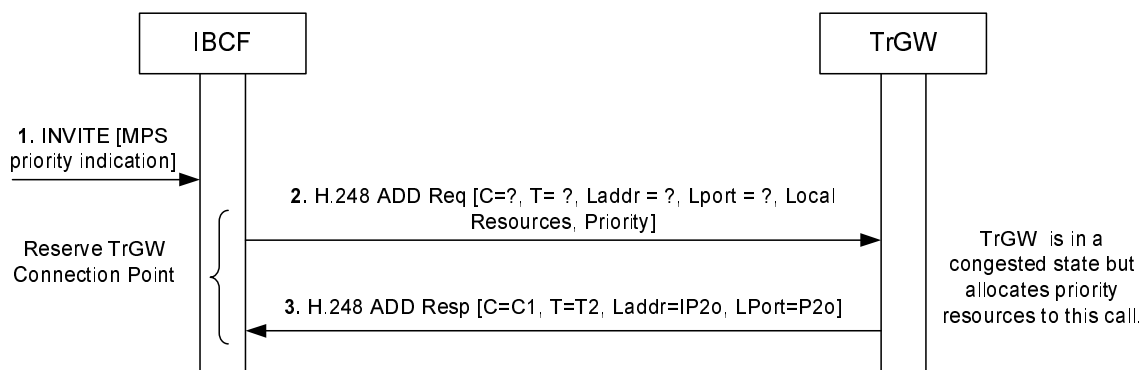 IBCF
TrGW
1. INVITE [MPS
priority indication]
2. H.248 ADD Req [C=?, T= ?, Laddr = ?, Lport = ?, Local
Resources, Priority]
Reserve TrGW
Connection Point
TrGW is in a
congested state but
allocates priority
resources to this call.
3. H.248 ADD Resp [C=C1, T=T2, Laddr=IP2o, LPort=P2o]